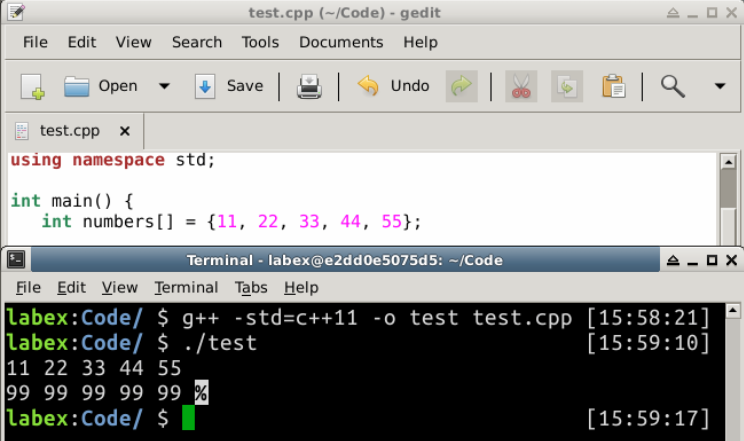 test.cpp (~/Code) - gedit
File Edit View Search Tools Documents Help
Open Save Undo
test.cpp x
using namespace std;
int main() {
int numbers[] = {11, 22, 33, 44, 55};
Terminal - labex@e2dd0e5075d5: ~/Code
File Edit View Terminal Tabs Help
labex:Code/ $ g++ -std=c++11 -o test test.cpp [15:58:21]
labex:Code/ $ ./test [15:59:10]
11 22 33 44 55
99 99 99 99 99 %
labex:Code/ $ [15:59:17]